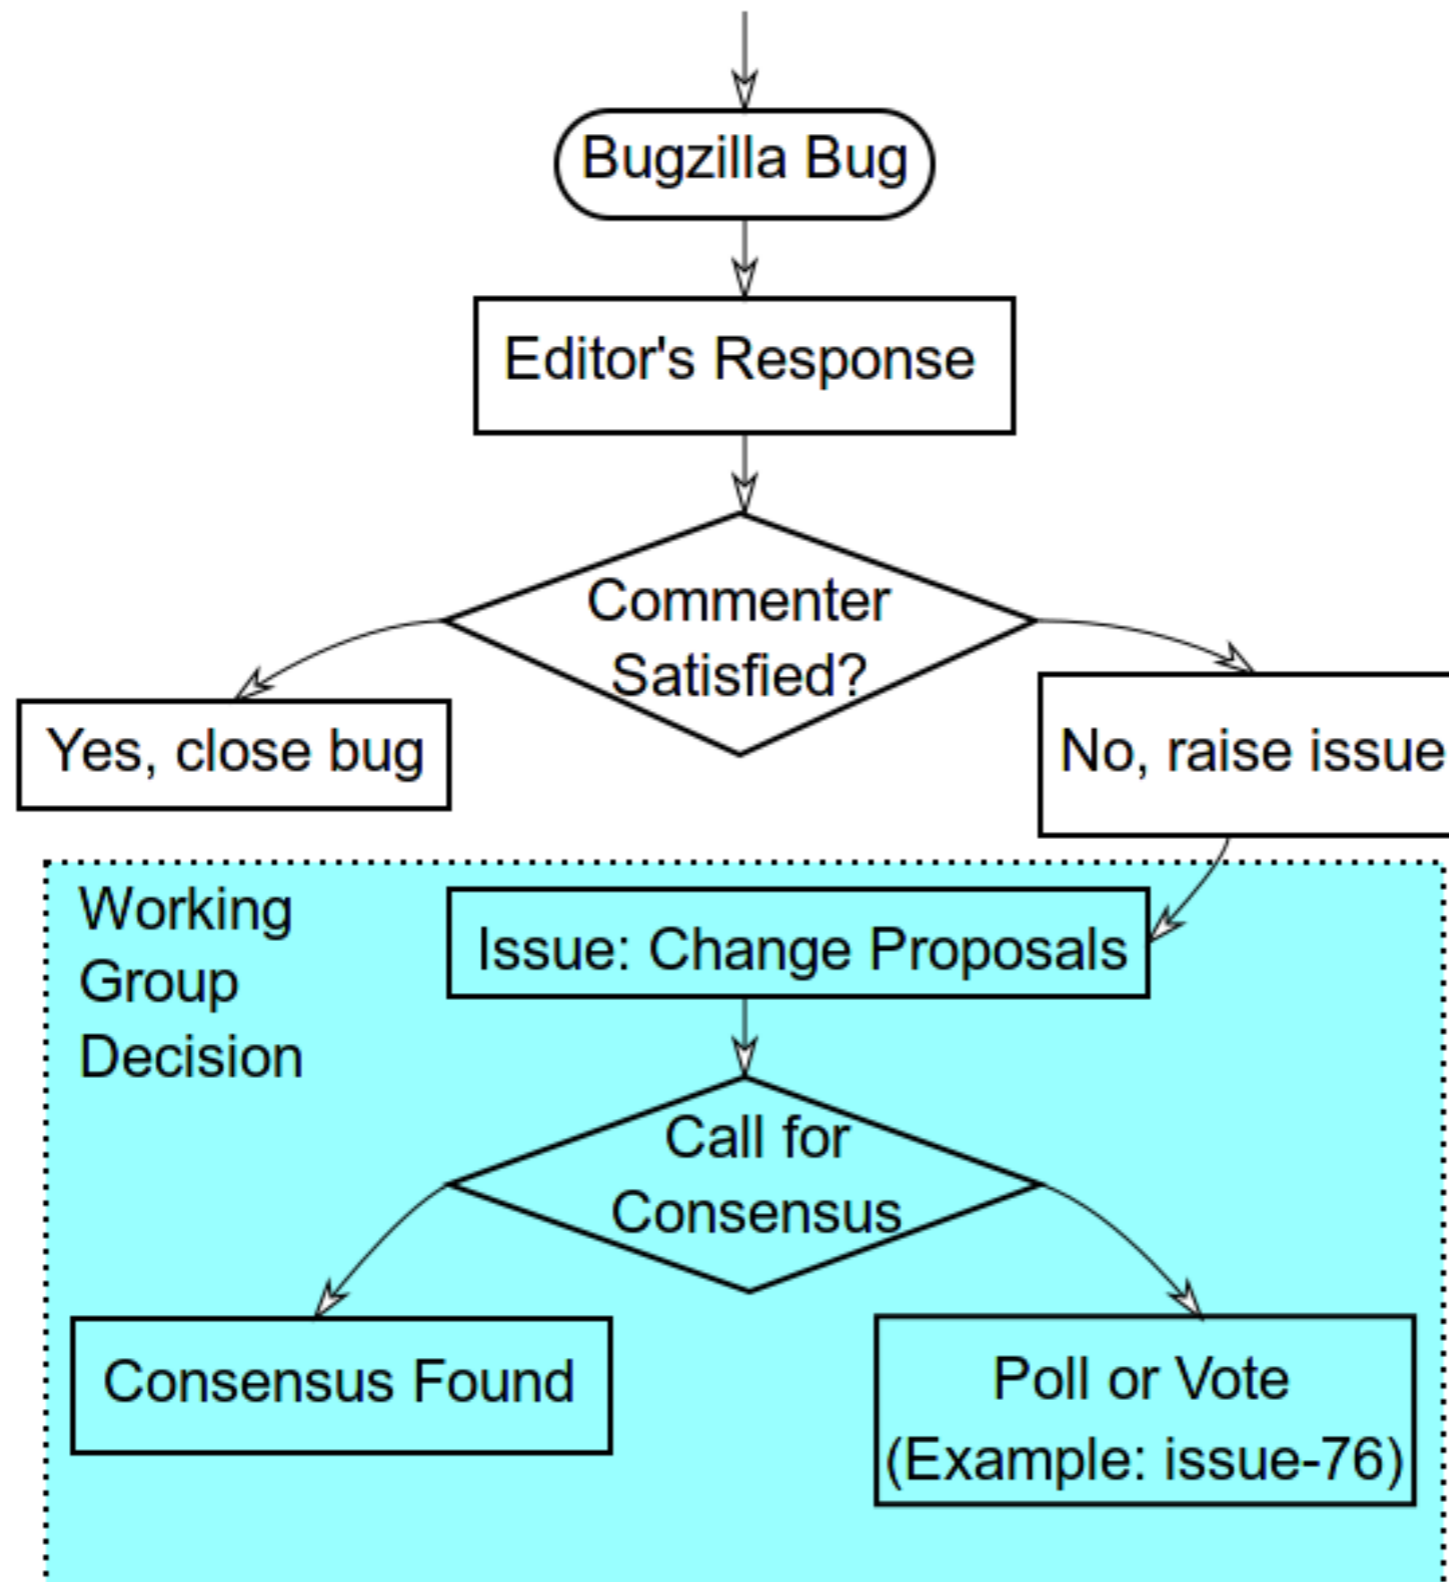 Bugzilla Bug
Editor's Response
Commenter
Satisfied?
Yes, close bug
No, raise issue
Working
Group
Decision
Issue: Change Proposals
Call for
Consensus
Consensus Found
Poll or Vote
(Example: issue-76)